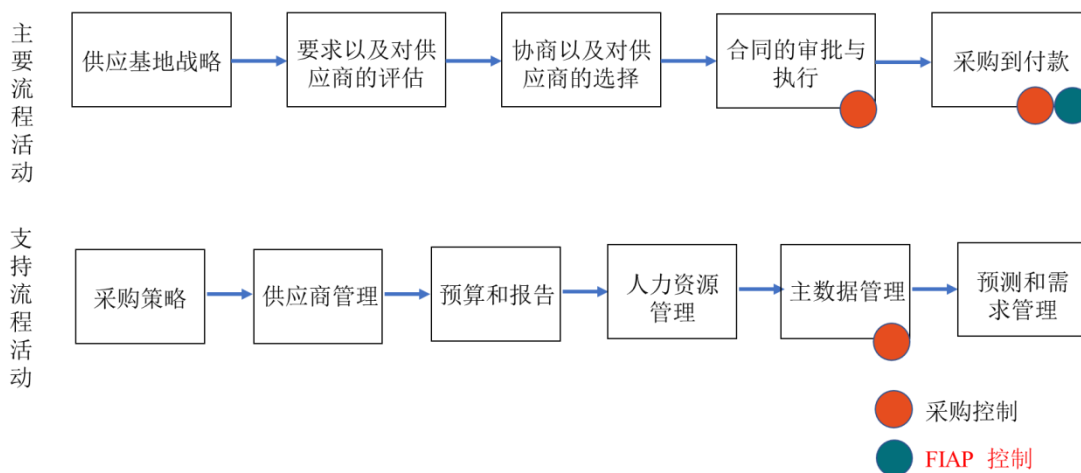 主要流程活动
供应基地战略
要求以及对供
应商的评估
协商以及对供
应商的选择
合同的审批与
执行
采购到付款
支持流程活动
采购策略
供应商管理
预算和报告
人力资源
管理
主数据管理
预测和需
求管理
采购控制
FIAP 控制